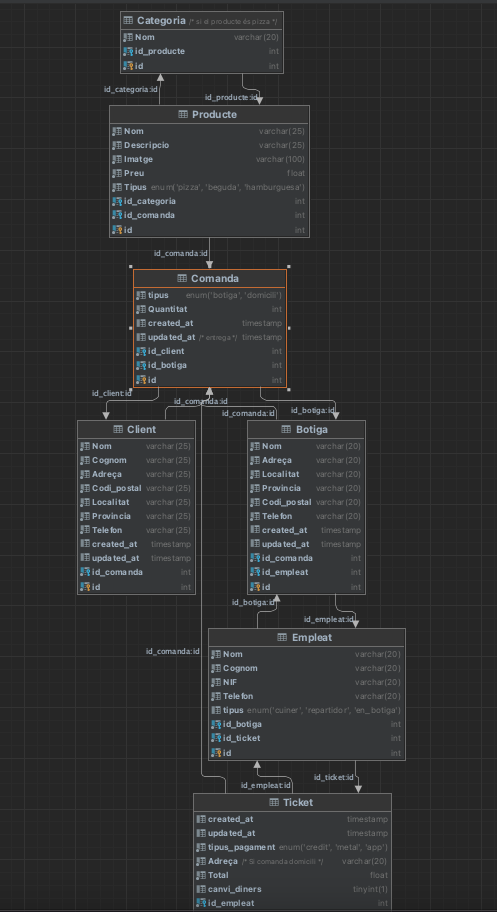 Categoria /* si el producte és pizza */
Nom varchar(20)
id_producte int
id int
id_categoria:id
id_producte:id
Producte
Nom varchar(25)
Descripcio varchar(25)
Imatge varchar(100)
Preu float
Tipus enum('pizza', 'beguda', 'hamburguesa')
id_categoria int
id_comanda int
id int
id_comanda:id
Comanda
tipus enum('botiga', 'domicili')
Quantitat int
created_at timestamp
updated_at /* entrega */ timestamp
id_client int
id_botiga int
id int
id_client:id
id_comanda:id
id_comanda:id
id_botiga:id
Client
Nom varchar(25)
Cognom varchar(25)
Adreça varchar(25)
Codi_postal varchar(25)
Localitat varchar(25)
Provincia varchar(25)
Telefon varchar(25)
created_at timestamp
updated_at timestamp
id_comanda int
id int
Botiga
Nom varchar(20)
Adreça varchar(20)
Localitat varchar(20)
Provincia varchar(20)
Codi_postal varchar(20)
Telefon varchar(20)
created_at timestamp
updated_at timestamp
id_comanda int
id_empleat int
id int
id_botiga:id
id_empleat:id
Empleat
Nom varchar(20)
Cognom varchar(20)
NIF varchar(20)
Telefon varchar(20)
tipus enum('cuiner', 'repartidor', 'en_botiga')
id_botiga int
id_ticket int
id int
id_comanda:id
id_empleat:id
id_ticket:id
Ticket
created_at timestamp
updated_at timestamp
tipus_pagament enum('credit', 'metal', 'app')
Adreça /* Si comanda domicili */ varchar(20)
Total float
canvi_diners tinyint(1)
id_empleat int